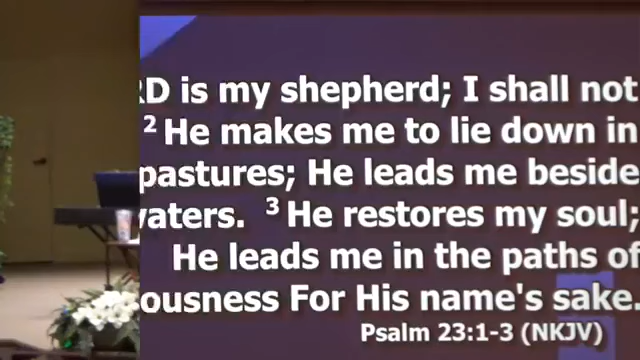 RD is my shepherd; I shall not
2 He makes me to lie down in
pastures; He leads me beside
waters. 3 He restores my soul;
He leads me in the paths of
ousness For His name's sake.
Psalm 23:1-3 (NKJV)